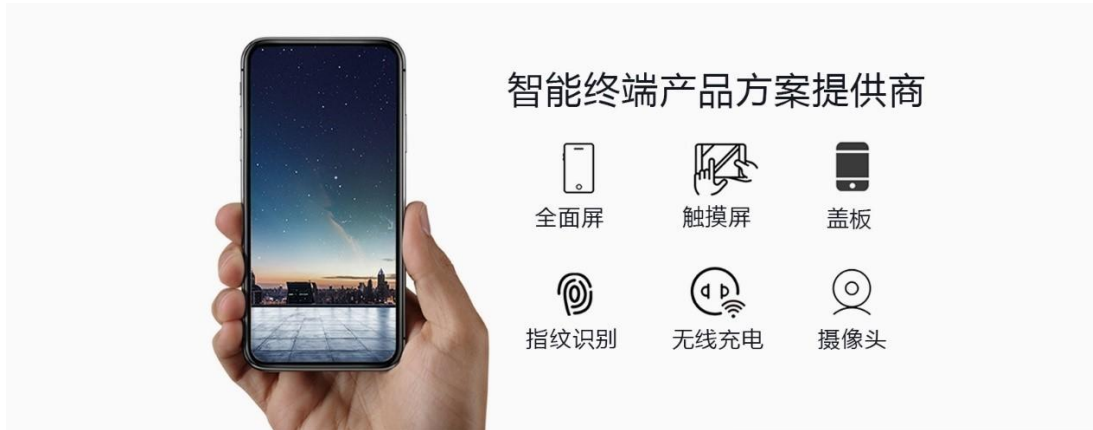 智能终端产品方案提供商
全面屏
触摸屏
盖板
指纹识别
无线充电
摄像头